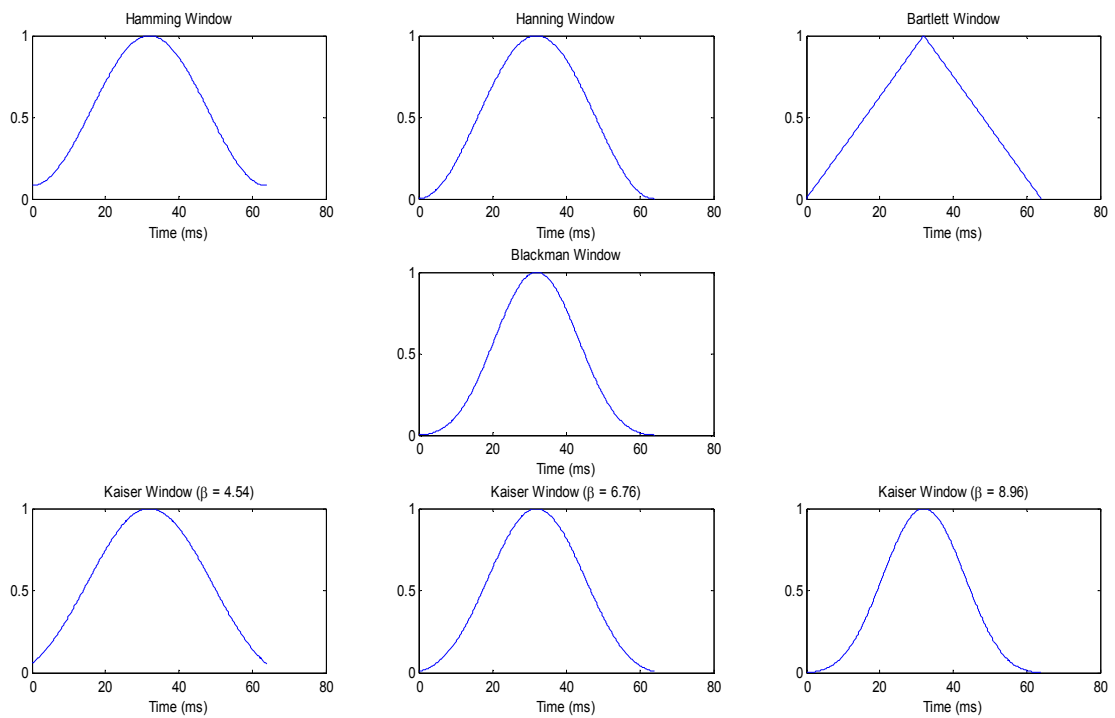 Hamming Window
1
0.5
0
0 20 40 60 80
Time (ms)
Hanning Window
1
0.5
0
0 20 40 60 80
Time (ms)
Bartlett Window
1
0.5
0
0 20 40 60 80
Time (ms)
Blackman Window
1
0.5
0
0 20 40 60 80
Time (ms)
Kaiser Window (β = 4.54)
1
0.5
0
0 20 40 60 80
Time (ms)
Kaiser Window (β = 6.76)
1
0.5
0
0 20 40 60 80
Time (ms)
Kaiser Window (β = 8.96)
1
0.5
0
0 20 40 60 80
Time (ms)